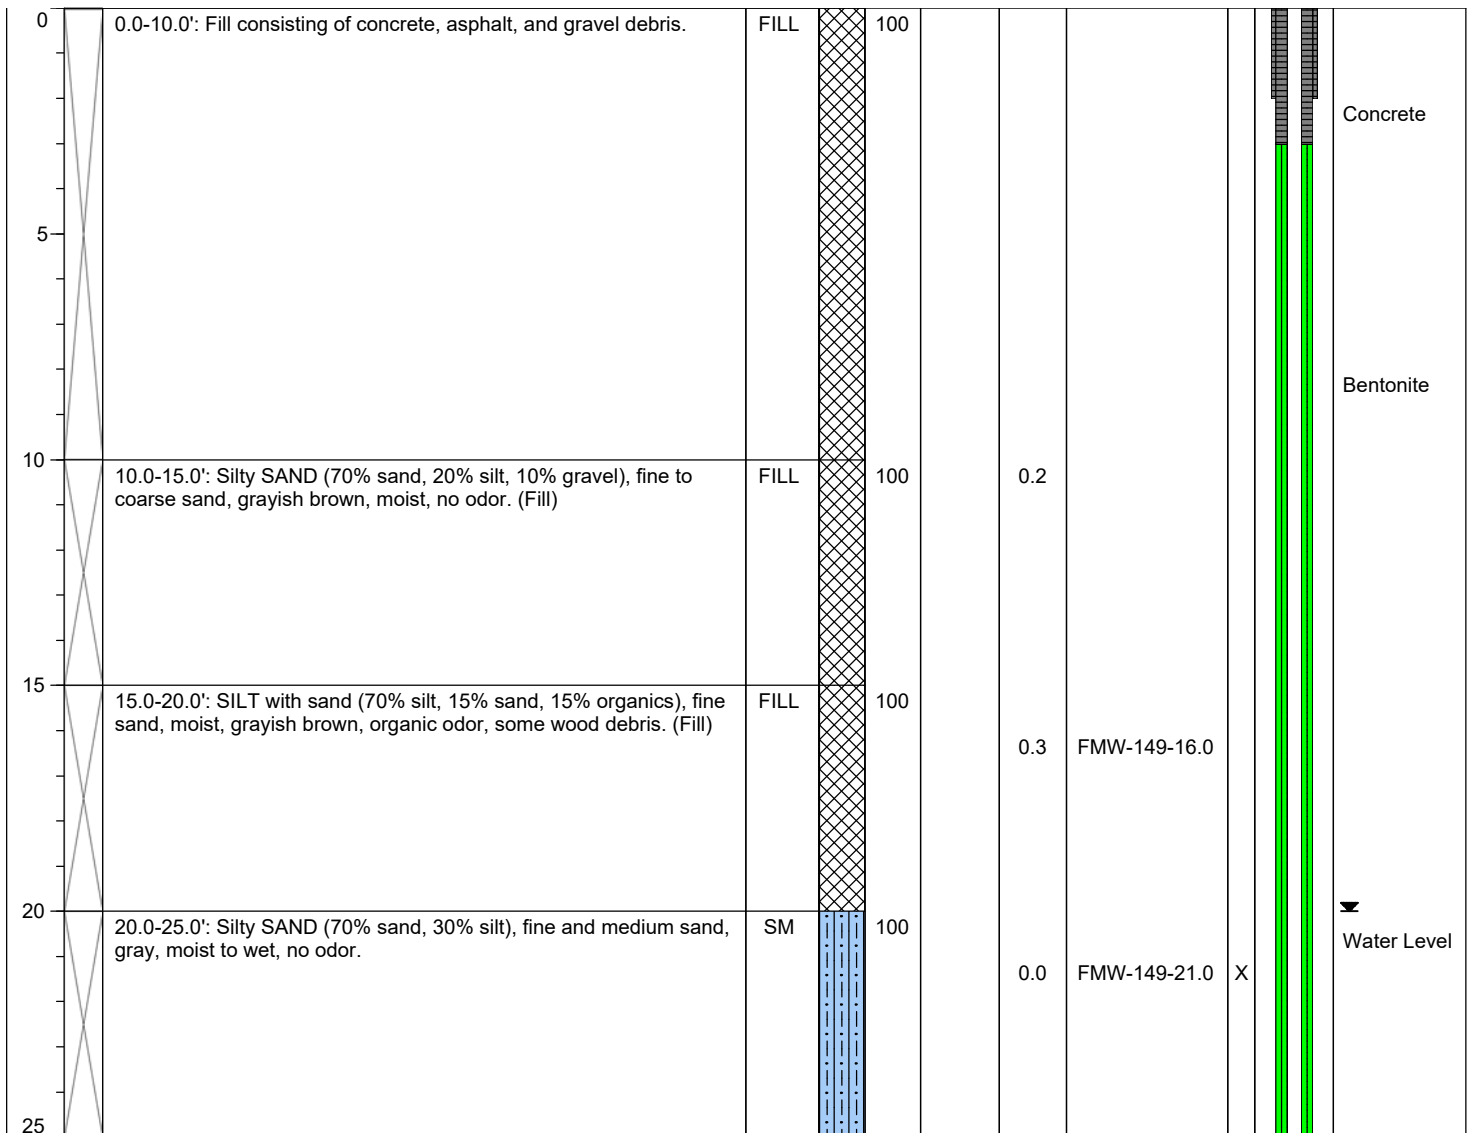 0
0.0-10.0': Fill consisting of concrete, asphalt, and gravel debris.
FILL
100
Concrete
5
Bentonite
10
10.0-15.0': Silty SAND (70% sand, 20% silt, 10% gravel), fine to
coarse sand, grayish brown, moist, no odor. (Fill)
FILL
100
0.2
15
15.0-20.0': SILT with sand (70% silt, 15% sand, 15% organics), fine
sand, moist, grayish brown, organic odor, some wood debris. (Fill)
FILL
100
0.3
FMW-149-16.0
20
20.0-25.0': Silty SAND (70% sand, 30% silt), fine and medium sand,
gray, moist to wet, no odor.
SM
100
Water Level
0.0
FMW-149-21.0
X
25